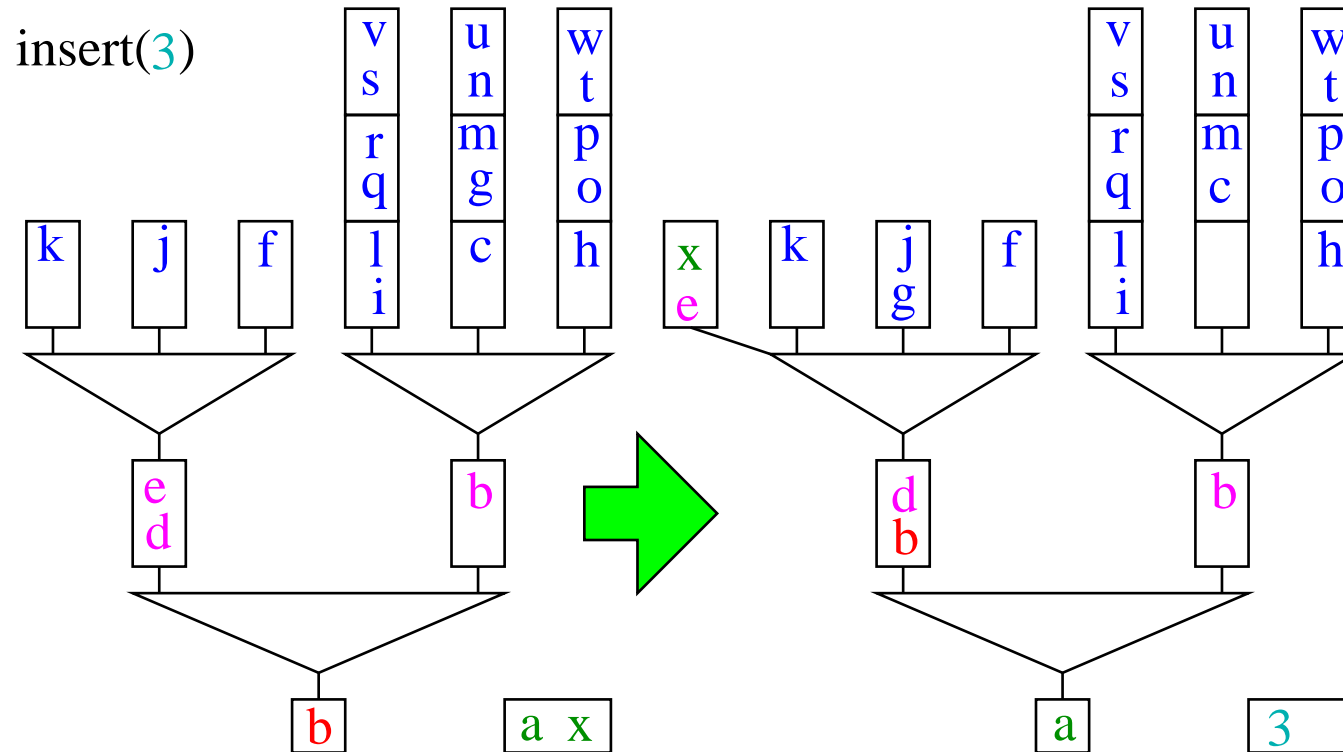 insert(3)
v u w v u w
s n t s n t
r m p r m p
q g o q c o
k j f l c h x k j f l h
i e g i
e b d b
d b
b a x a 3